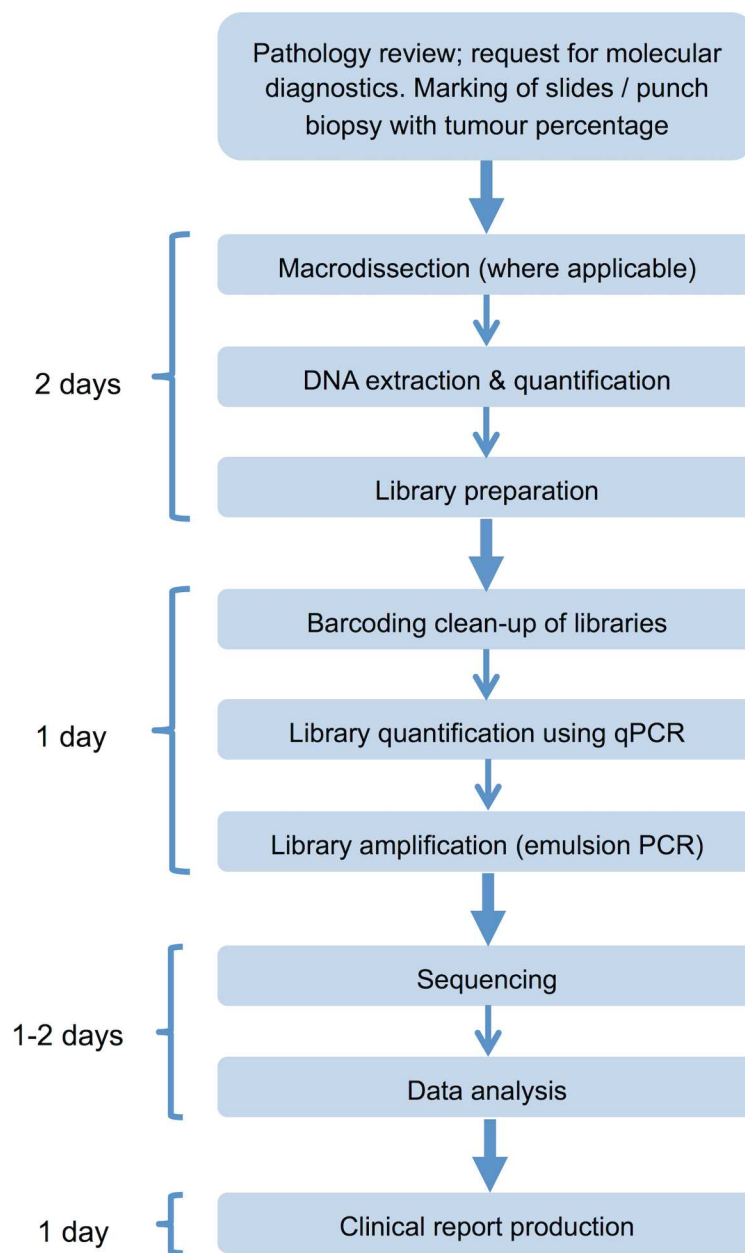 Pathology review; request for molecular
diagnostics. Marking of slides / punch
biopsy with tumour percentage
2 days
Macrodissection (where applicable)
DNA extraction & quantification
Library preparation
1 day
Barcoding clean-up of libraries
Library quantification using qPCR
Library amplification (emulsion PCR)
1-2 days
Sequencing
Data analysis
1 day
Clinical report production